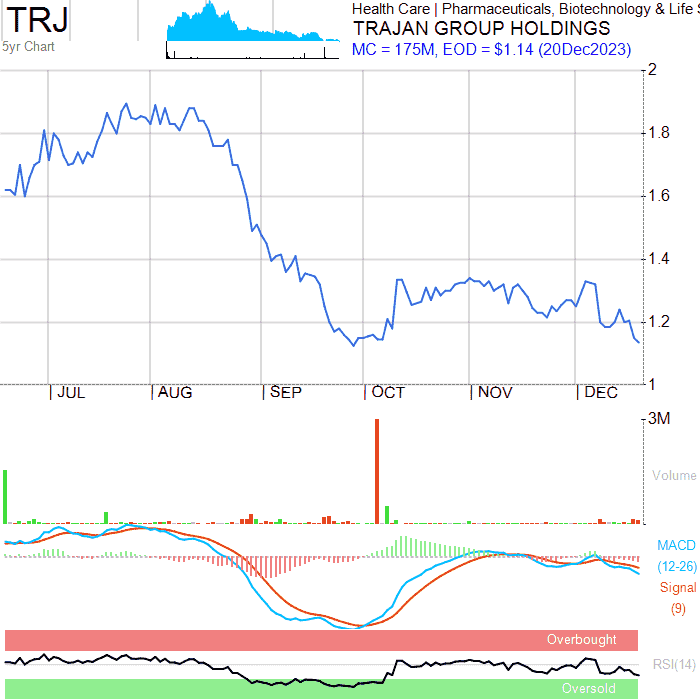 TRJ
5yr Chart
Health Care | Pharmaceuticals, Biotechnology & Life S
TRAJAN GROUP HOLDINGS
MC = 175M, EOD = $1.14 (20Dec2023)
2
1.8
1.6
1.4
1.2
1
JUL AUG SEP OCT NOV DEC
3M
Volume
MACD
(12-26)
Signal
(9)
Overbought
RSI(14)
Oversold